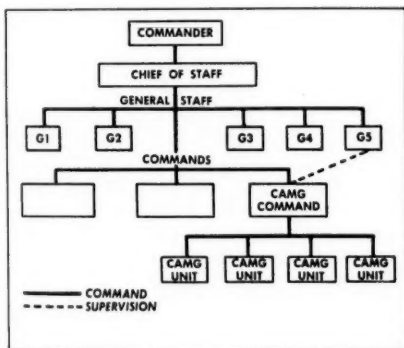 COMMANDER
CHIEF OF STAFF
GENERAL STAFF
G1 G2 G3 G4 G5
COMMANDS
CAMG
COMMAND
CAMG CAMG CAMG CAMG
UNIT UNIT UNIT UNIT
COMMAND
SUPERVISION